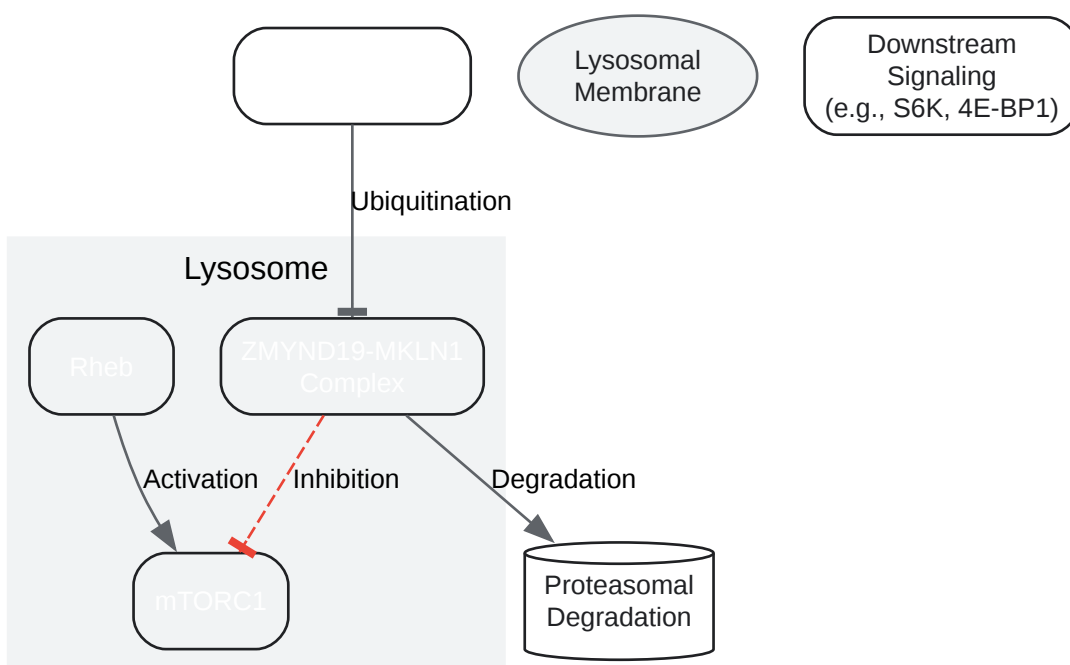 Lysosomal
Membrane
Downstream
Signaling
(e.g., S6K, 4E-BP1)
Ubiquitination
Lysosome
Rheb
ZMYND19-MKLN1
Complex
Activation
Inhibition
Degradation
mTORC1
Proteasomal
Degradation